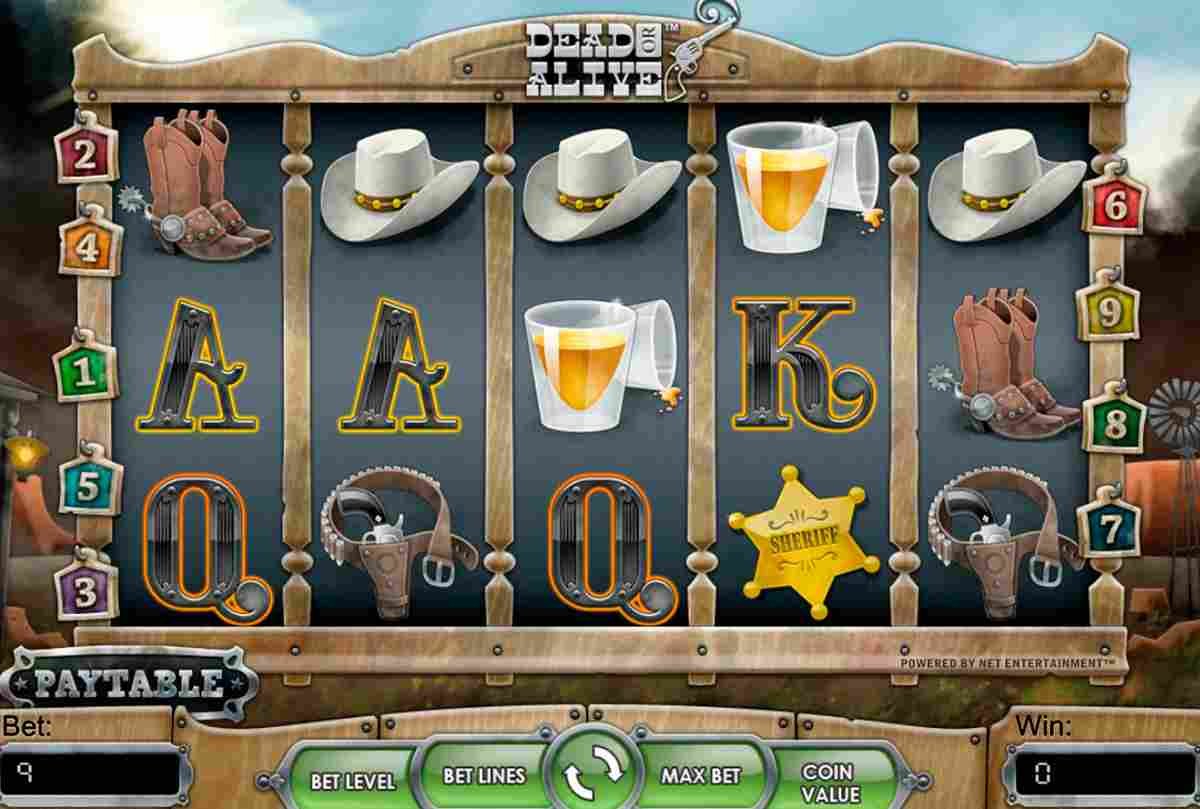 DEAD OR
ALIVE™
2
4
1
5
3
6
9
8
7
A A K
Q Q
SHERIFF
POWERED BY NET ENTERTAINMENT™
PAYTABLE
Bet:
9
BET LEVEL
BET LINES
MAX BET
COIN
VALUE
Win:
0